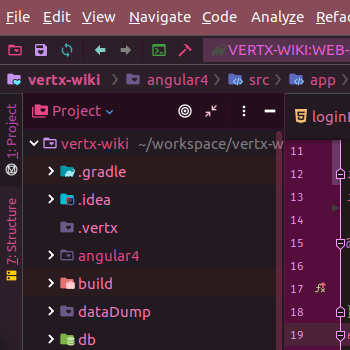 File Edit View Navigate Code Analyze Refac
VERTX-WIKI:WEB-
vertx-wiki angular4 src app
1: Project
7: Structure
Project
vertx-wiki ~/workspace/vertx-w
.gradle
.idea
.vertx
angular4
build
dataDump
db
login
11
12
13
14
15
16
17
18
19